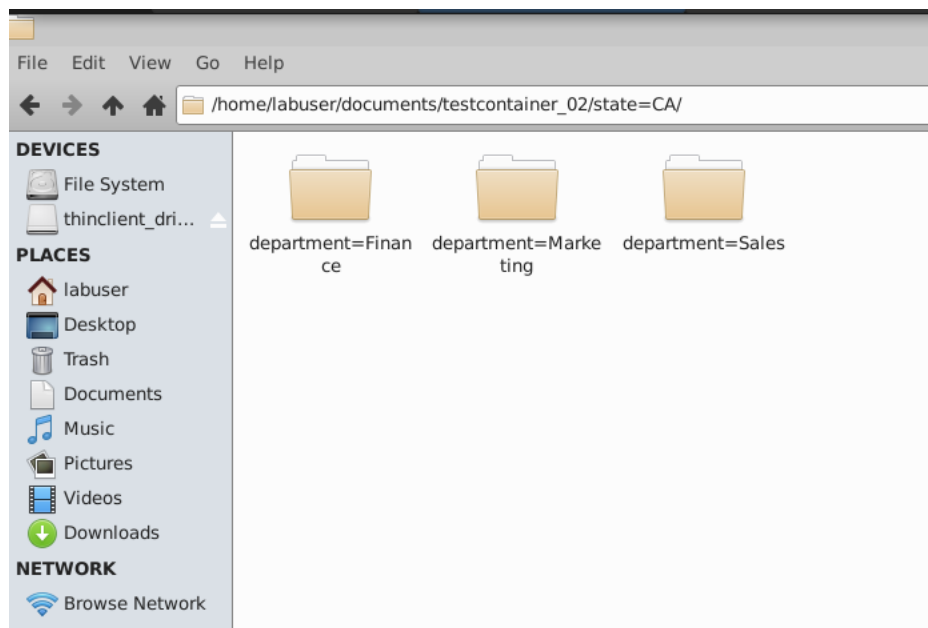 File Edit View Go Help
/home/labuser/documents/testcontainer_02/state=CA/
DEVICES
File System
thinclient_dri...
PLACES
labuser
Desktop
Trash
Documents
Music
Pictures
Videos
Downloads
NETWORK
Browse Network
department=Finan
ce
department=Marke
ting
department=Sales